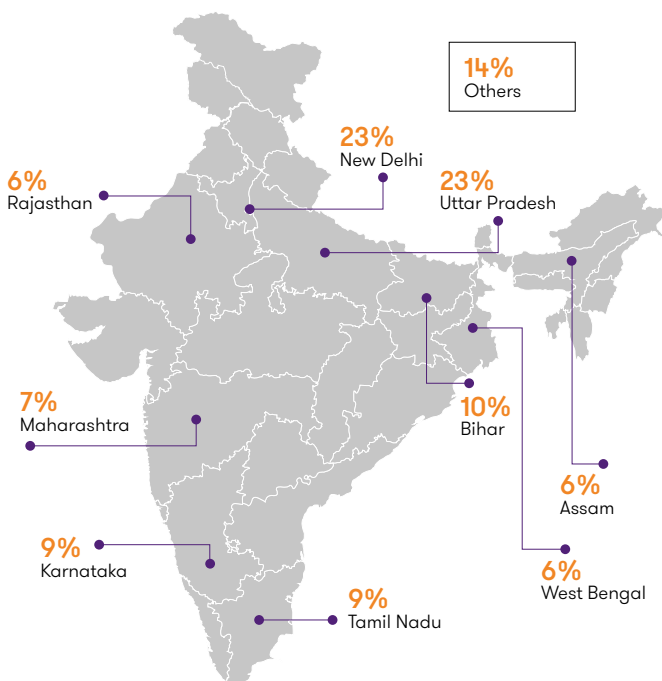 14%
Others
23%
New Delhi
6%
Rajasthan
23%
Uttar Pradesh
7%
Maharashtra
10%
Bihar
6%
Assam
9%
Karnataka
6%
West Bengal
9%
Tamil Nadu